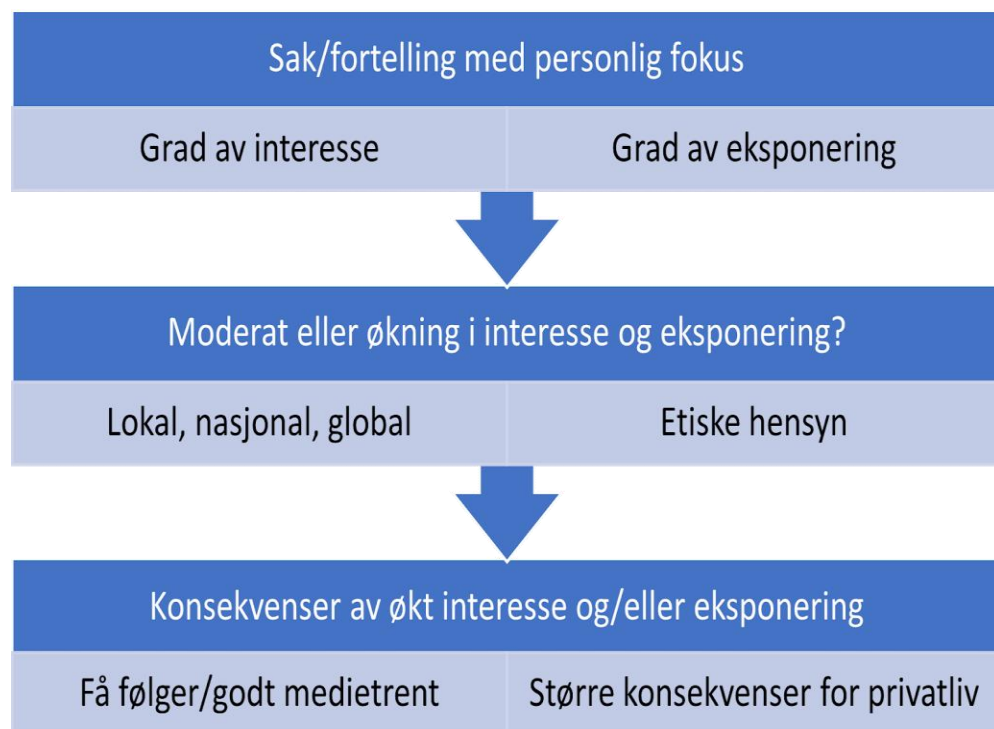 Sak/fortelling med personlig fokus
Grad av interesse
Grad av eksponering
Moderat eller økning i interesse og eksponering?
Lokal, nasjonal, global
Etiske hensyn
Konsekvenser av økt interesse og/eller eksponering
Få følger/godt medietrent
Større konsekvenser for privatliv